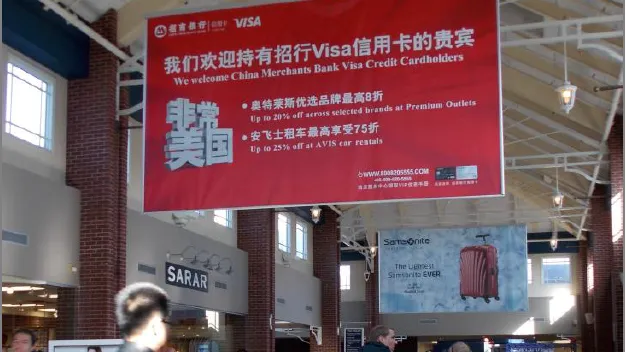 招商银行 信用卡 VISA
我们欢迎持有招行Visa信用卡的贵宾
We welcome China Merchants Bank Visa Credit Cardholders
非常
美国
• 奥特莱斯优选品牌最高8折
Up to 20% off across selected brands at Premium Outlets
• 安飞士租车最高享受75折
Up to 25% off at AVIS car rentals
SARAR
Samsonite
The Lightest
Samsonite EVER